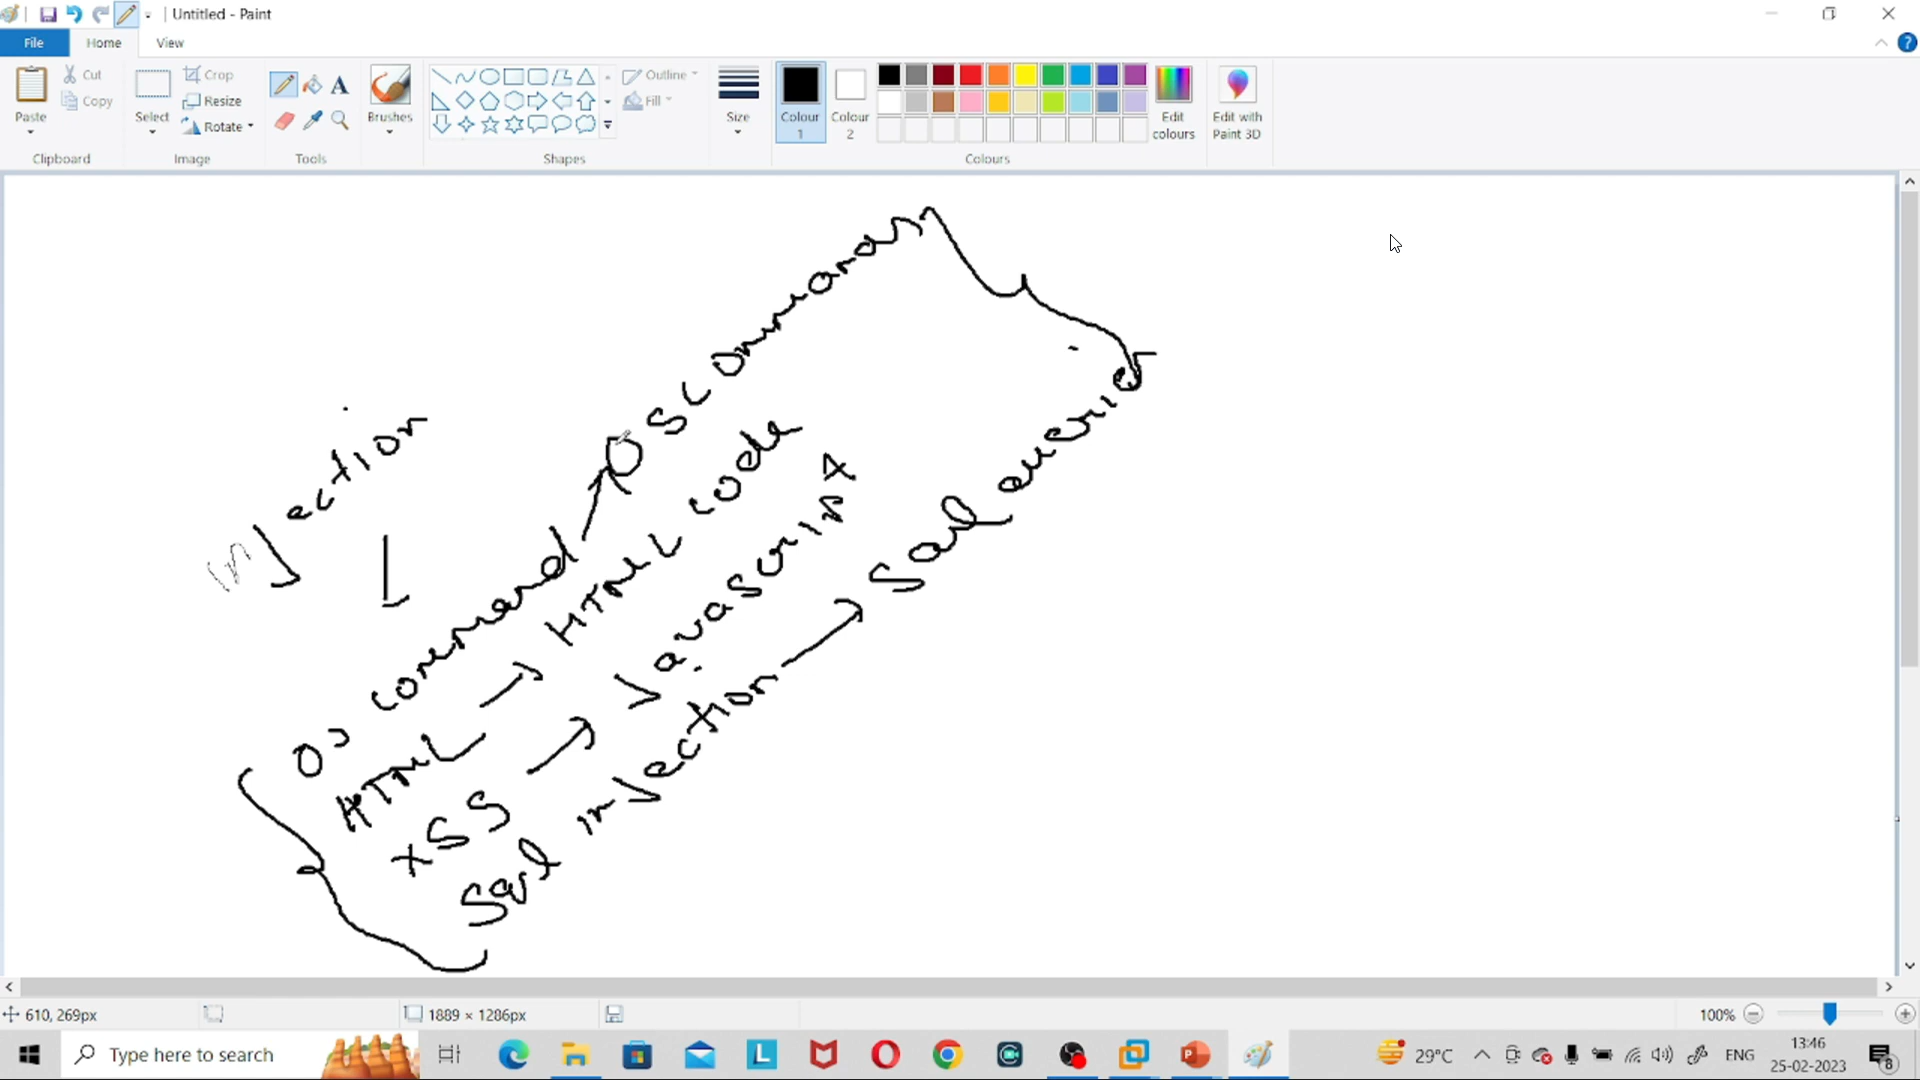 Untitled - Paint
File Home View
Cut
Copy
Paste
Clipboard
Crop
Resize
Rotate
Select
Image
Tools
Brushes
Outline
Fill
Shapes
Size
Colour 1
Colour 2
Edit colours
Colours
Edit with Paint 3D
Injection
OS command → OS command
HTML → HTML code
XSS → Javascript
Sql injection → Sql queries
610, 269px
1889 × 1286px
100%
Type here to search
29°C
ENG
13:46
25-02-2023
8